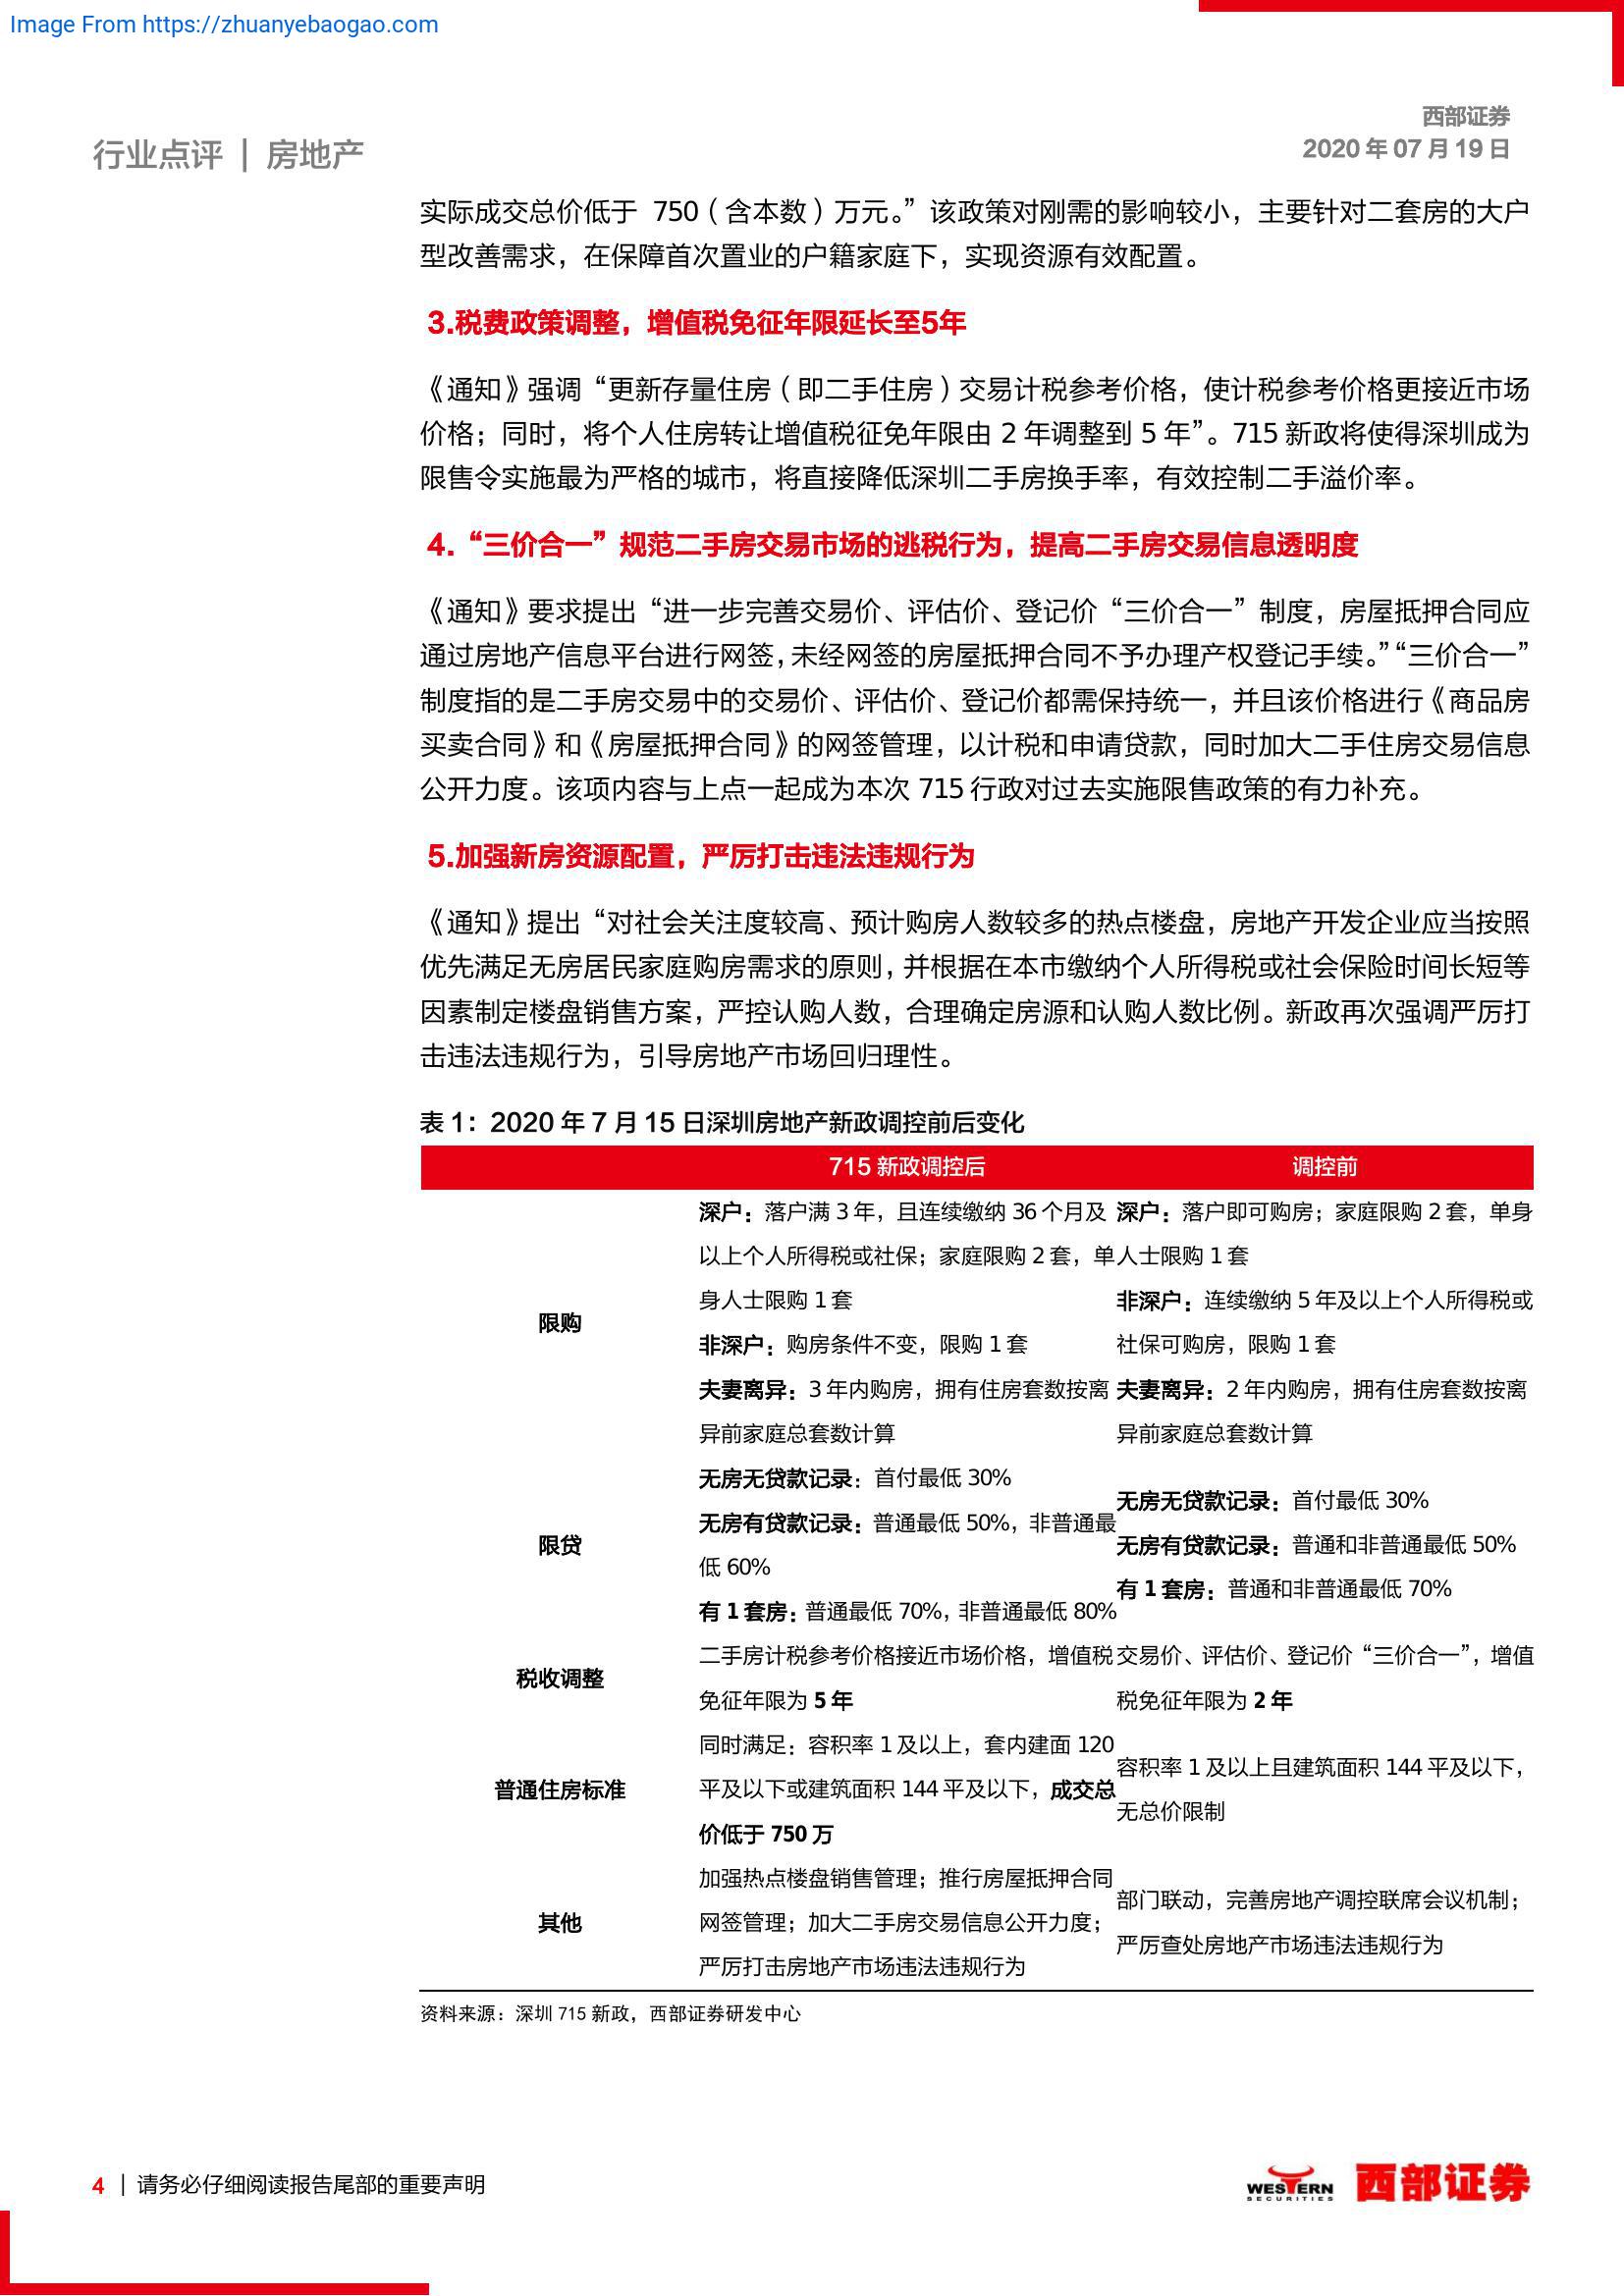 Image From https://zhuanyebaogao.com
西部证券
行业点评 | 房地产
2020 年 07 月 19 日
实际成交总价低于 750（含本数）万元。”该政策对刚需的影响较小，主要针对二套房的大户
型改善需求，在保障首次置业的户籍家庭下，实现资源有效配置。
3.税费政策调整，增值税免征年限延长至5年
《通知》强调“更新存量住房（即二手住房）交易计税参考价格，使计税参考价格更接近市场
价格；同时，将个人住房转让增值税征免年限由 2 年调整到 5 年”。715 新政将使得深圳成为
限售令实施最为严格的城市，将直接降低深圳二手房换手率，有效控制二手溢价率。
4.“三价合一”规范二手房交易市场的逃税行为，提高二手房交易信息透明度
《通知》要求提出“进一步完善交易价、评估价、登记价“三价合一”制度，房屋抵押合同应
通过房地产信息平台进行网签，未经网签的房屋抵押合同不予办理产权登记手续。”“三价合一”
制度指的是二手房交易中的交易价、评估价、登记价都需保持统一，并且该价格进行《商品房
买卖合同》和《房屋抵押合同》的网签管理，以计税和申请贷款，同时加大二手住房交易信息
公开力度。该项内容与上点一起成为本次 715 行政对过去实施限售政策的有力补充。
5.加强新房资源配置，严厉打击违法违规行为
《通知》提出“对社会关注度较高、预计购房人数较多的热点楼盘，房地产开发企业应当按照
优先满足无房居民家庭购房需求的原则，并根据在本市缴纳个人所得税或社会保险时间长短等
因素制定楼盘销售方案，严控认购人数，合理确定房源和认购人数比例。新政再次强调严厉打
击违法违规行为，引导房地产市场回归理性。
表 1：2020 年 7 月 15 日深圳房地产新政调控前后变化
715 新政调控后 调控前
限购
深户：落户满 3 年，且连续缴纳 36 个月及
以上个人所得税或社保；家庭限购 2 套，单
身人士限购 1 套
非深户：购房条件不变，限购 1 套
夫妻离异：3 年内购房，拥有住房套数按离
异前家庭总套数计算
深户：落户即可购房；家庭限购 2 套，单身
人士限购 1 套
非深户：连续缴纳 5 年及以上个人所得税或
社保可购房，限购 1 套
夫妻离异：2 年内购房，拥有住房套数按离
异前家庭总套数计算
限贷
无房无贷款记录：首付最低 30%
无房有贷款记录：普通最低 50%，非普通最
低 60%
有 1 套房：普通最低 70%，非普通最低 80%
无房无贷款记录：首付最低 30%
无房有贷款记录：普通和非普通最低 50%
有 1 套房：普通和非普通最低 70%
税收调整
二手房计税参考价格接近市场价格，增值税
免征年限为 5 年
交易价、评估价、登记价“三价合一”，增值
税免征年限为 2 年
普通住房标准
同时满足：容积率 1 及以上，套内建面 120
平及以下或建筑面积 144 平及以下，成交总
价低于 750 万
容积率 1 及以上且建筑面积 144 平及以下，
无总价限制
其他
加强热点楼盘销售管理；推行房屋抵押合同
网签管理；加大二手房交易信息公开力度；
严厉打击房地产市场违法违规行为
部门联动，完善房地产调控联席会议机制；
严厉查处房地产市场违法违规行为
资料来源：深圳 715 新政，西部证券研发中心
4 | 请务必仔细阅读报告尾部的重要声明
WESTERN
SECURITIES
西部证券